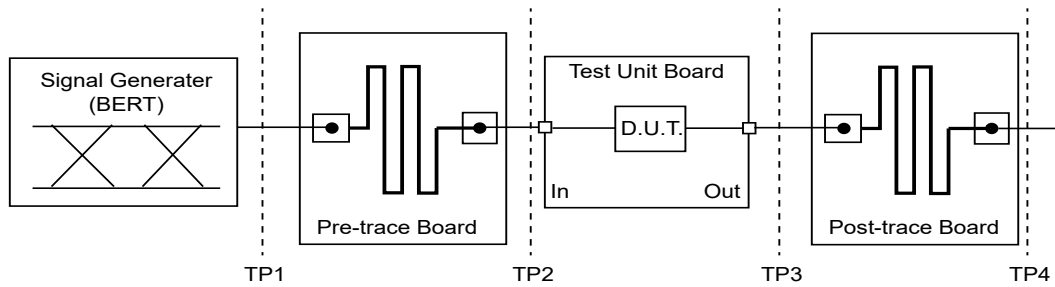 Signal Generater
(BERT)
Pre-trace Board
Test Unit Board
D.U.T.
In
Out
Post-trace Board
TP1
TP2
TP3
TP4